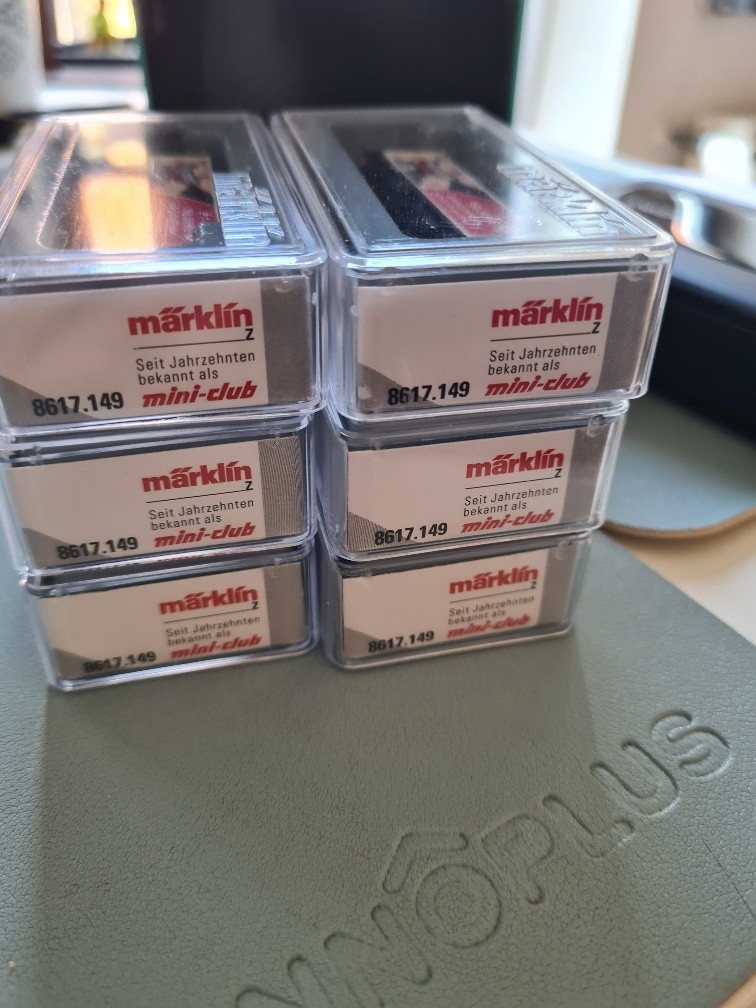 märklin
märklin
Z
Seit Jahrzehnten
bekannt als
8617.149 mini-club
märklin
Z
Seit Jahrzehnten
bekannt als
8617.149 mini-club
märklin
Z
Seit Jahrzehnten
bekannt als
8617.149 mini-club
märklin
Z
Seit Jahrzehnten
bekannt als
8617.149 mini-club
märklin
Z
Seit Jahrzehnten
bekannt als
8617.149 mini-club
märklin
Z
Seit Jahrzehnten
bekannt als
8617.149 mini-club
NNÔPLUS